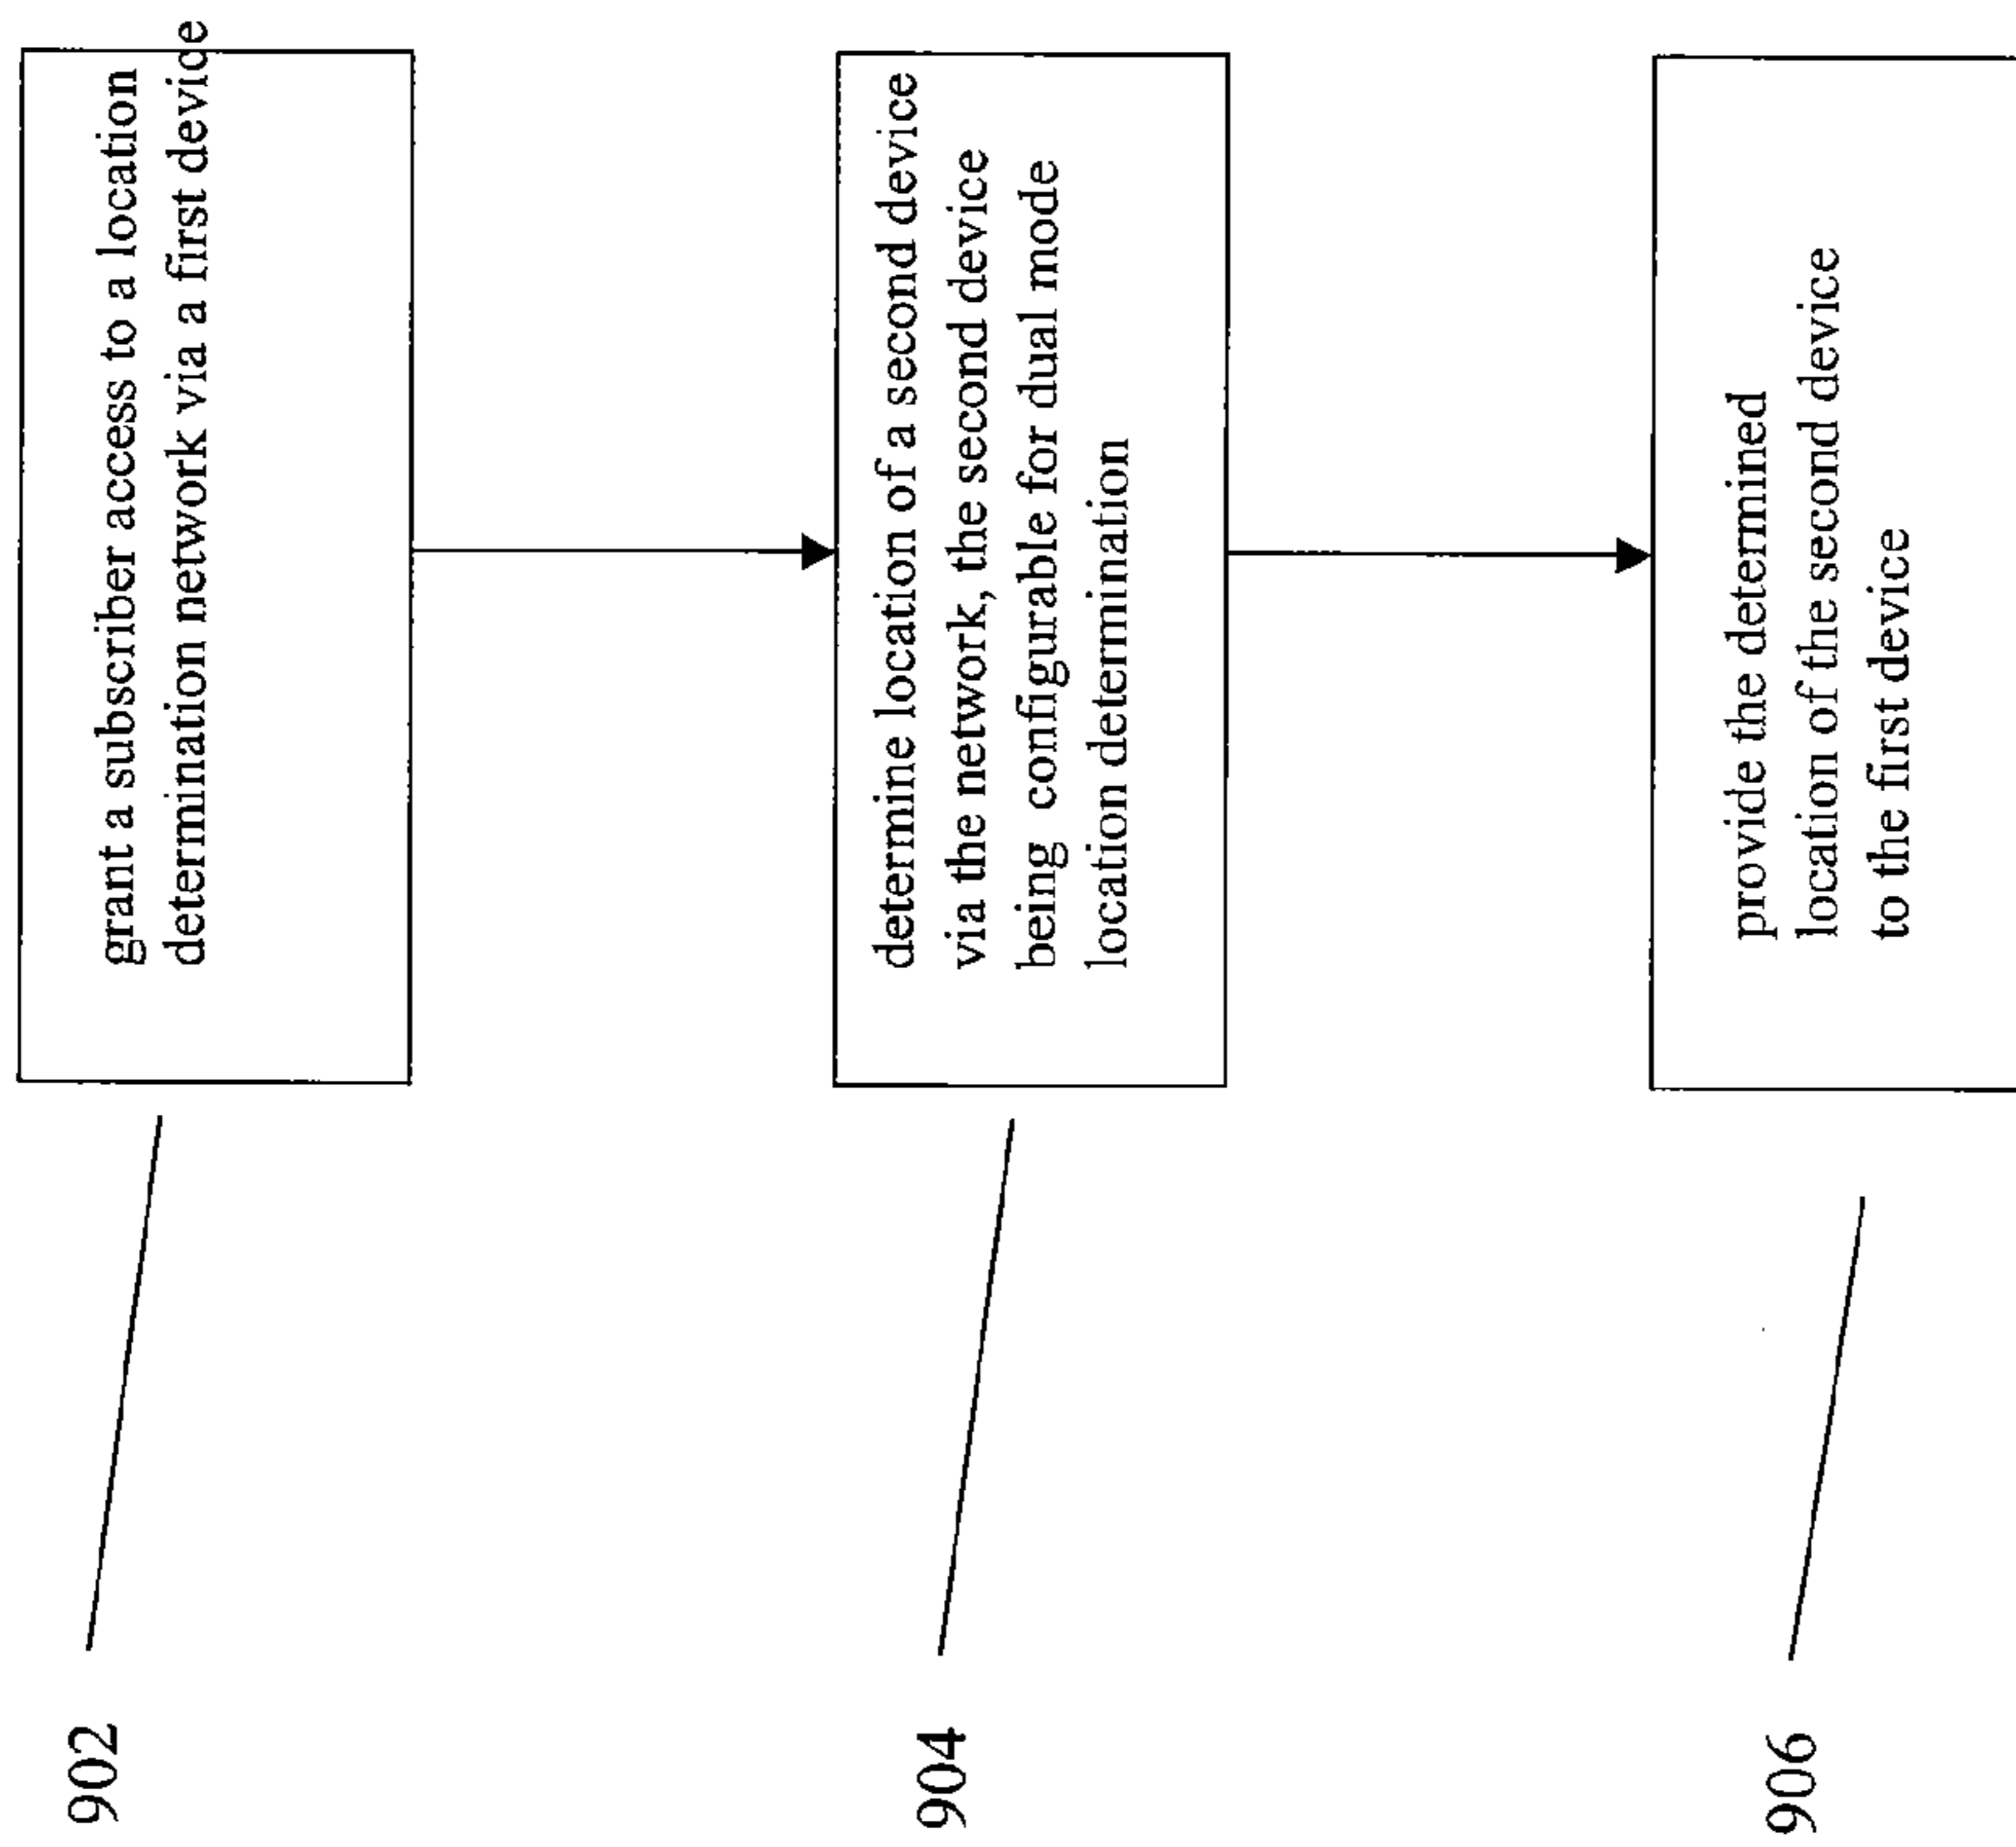 902
grant a subscriber access to a location
determination network via a first device
904
determine location of a second device
via the network, the second device
being configurable for dual mode
location determination
906
provide the determined
location of the second device
to the first device